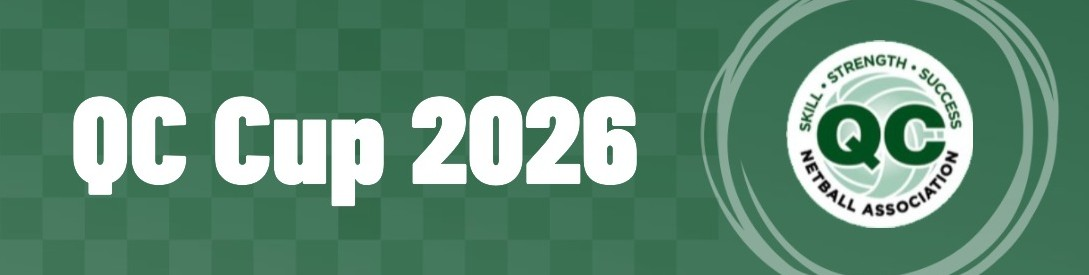 QC Cup 2026
SKILL • STRENGTH • SUCCESS
QC
NETBALL ASSOCIATION